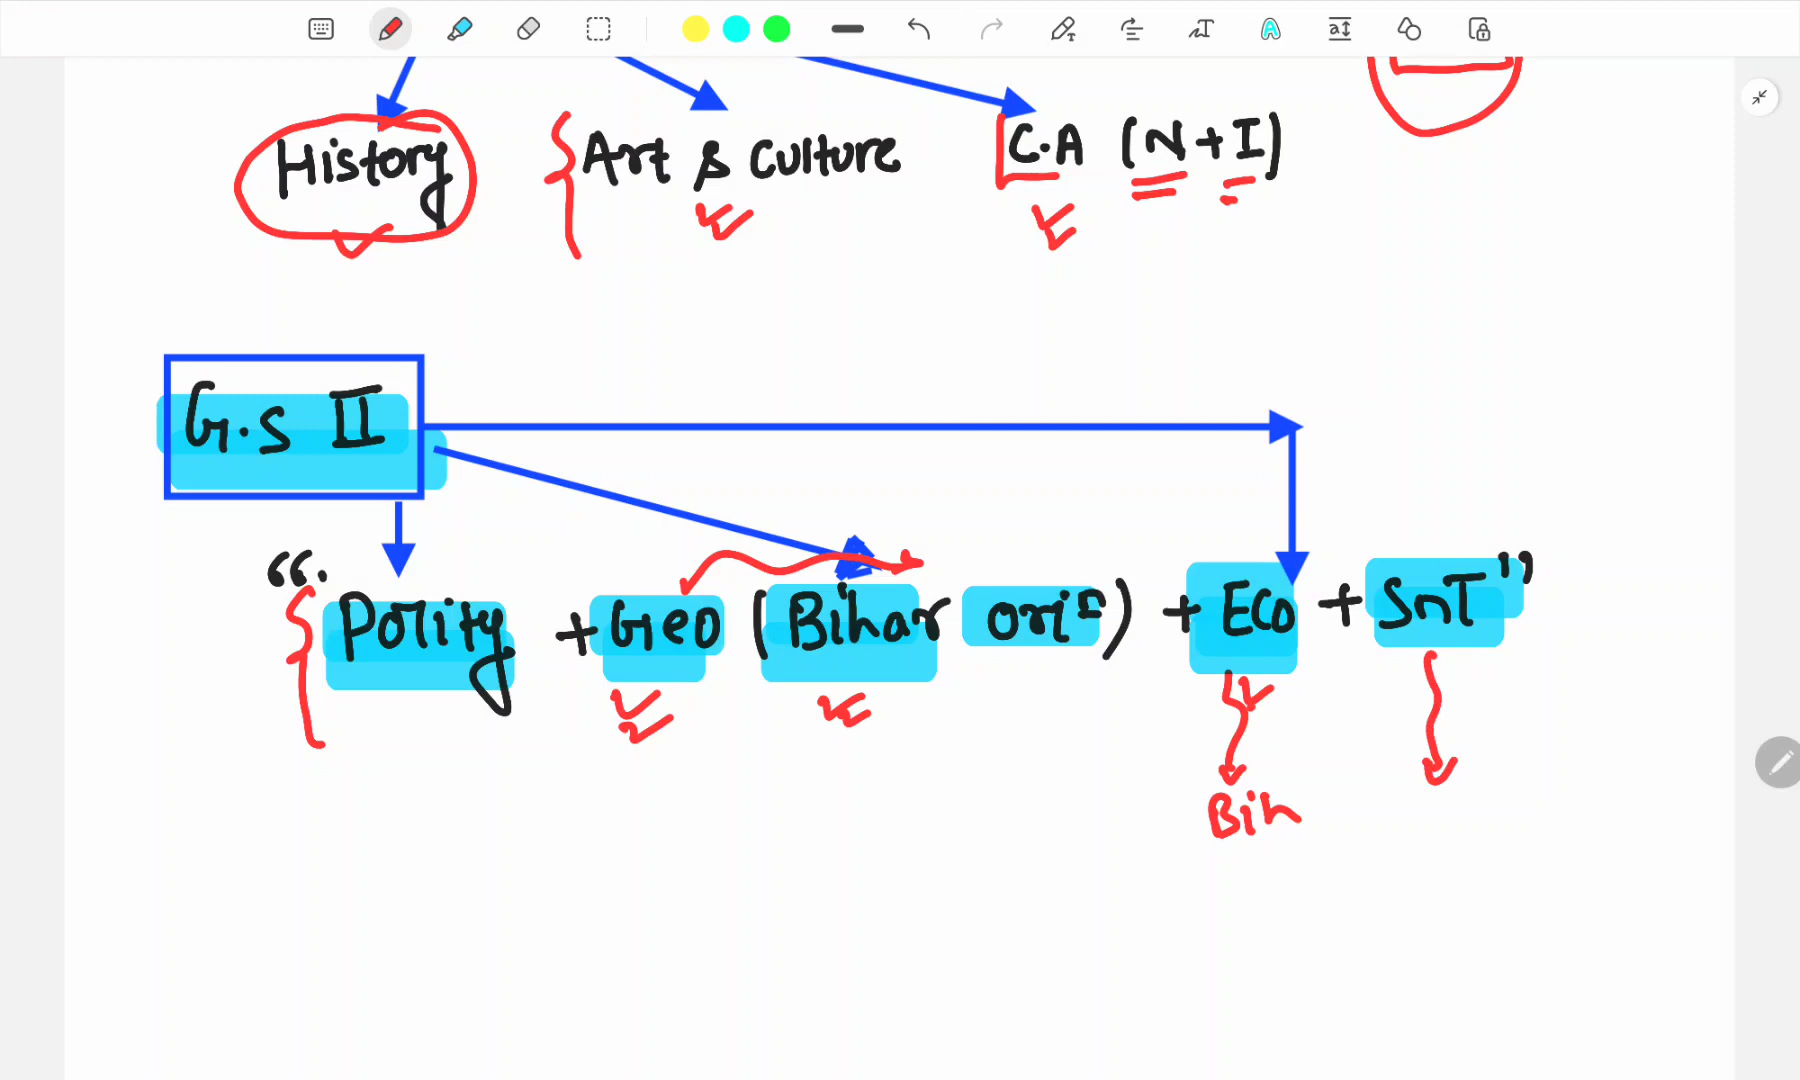 History Art & Culture C.A (N + I)
G.S II
"Polity + Geo (Bihar ori) + Eco + SnT"
Bih